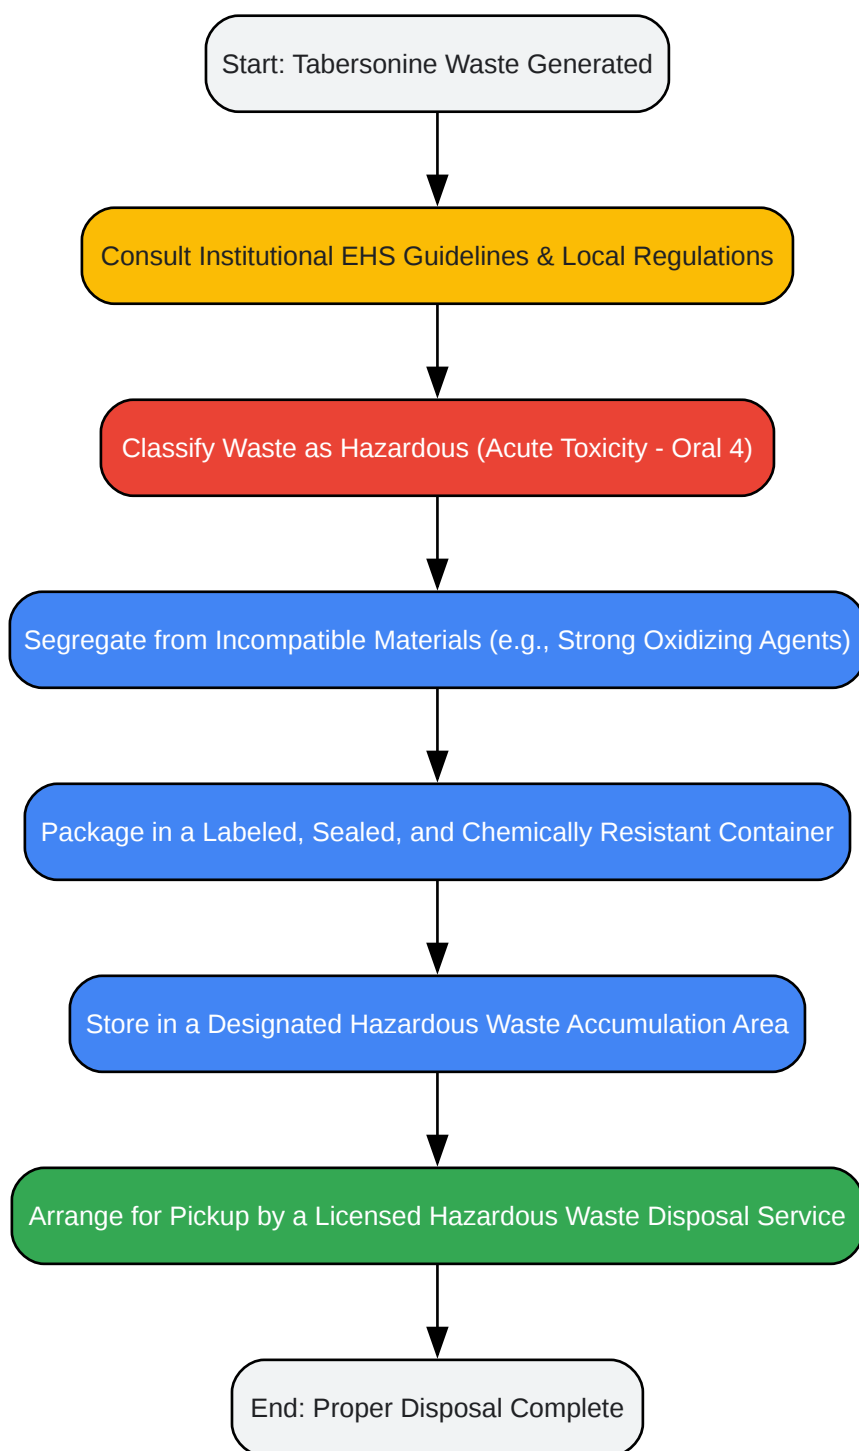 Start: Tabersonine Waste Generated
Consult Institutional EHS Guidelines & Local Regulations
Classify Waste as Hazardous (Acute Toxicity - Oral 4)
Segregate from Incompatible Materials (e.g., Strong Oxidizing Agents)
Package in a Labeled, Sealed, and Chemically Resistant Container
Store in a Designated Hazardous Waste Accumulation Area
Arrange for Pickup by a Licensed Hazardous Waste Disposal Service
End: Proper Disposal Complete